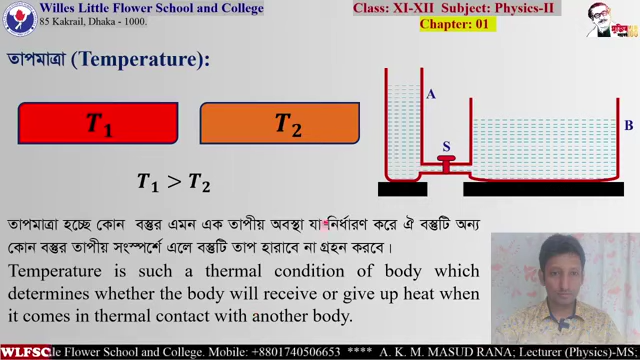 Willes Little Flower School and College
85 Kakrail, Dhaka - 1000.
Class: XI-XII Subject: Physics-II
Chapter: 01
তাপমাত্রা (Temperature):
T₁
T₂
T₁ > T₂
A
S
B
তাপমাত্রা হচ্ছে কোন বস্তুর এমন এক তাপীয় অবস্থা যা নির্ধারণ করে ঐ বস্তুটি অন্য
কোন বস্তুর তাপীয় সংস্পর্শে এলে বস্তুটি তাপ হারাবে না গ্রহন করবে।
Temperature is such a thermal condition of body which
determines whether the body will receive or give up heat when
it comes in thermal contact with another body.
WLFSC
le Flower School and College. Mobile: +8801740506653 **** A. K. M. MASUD RANA; Lecturer (Physics)-MS.